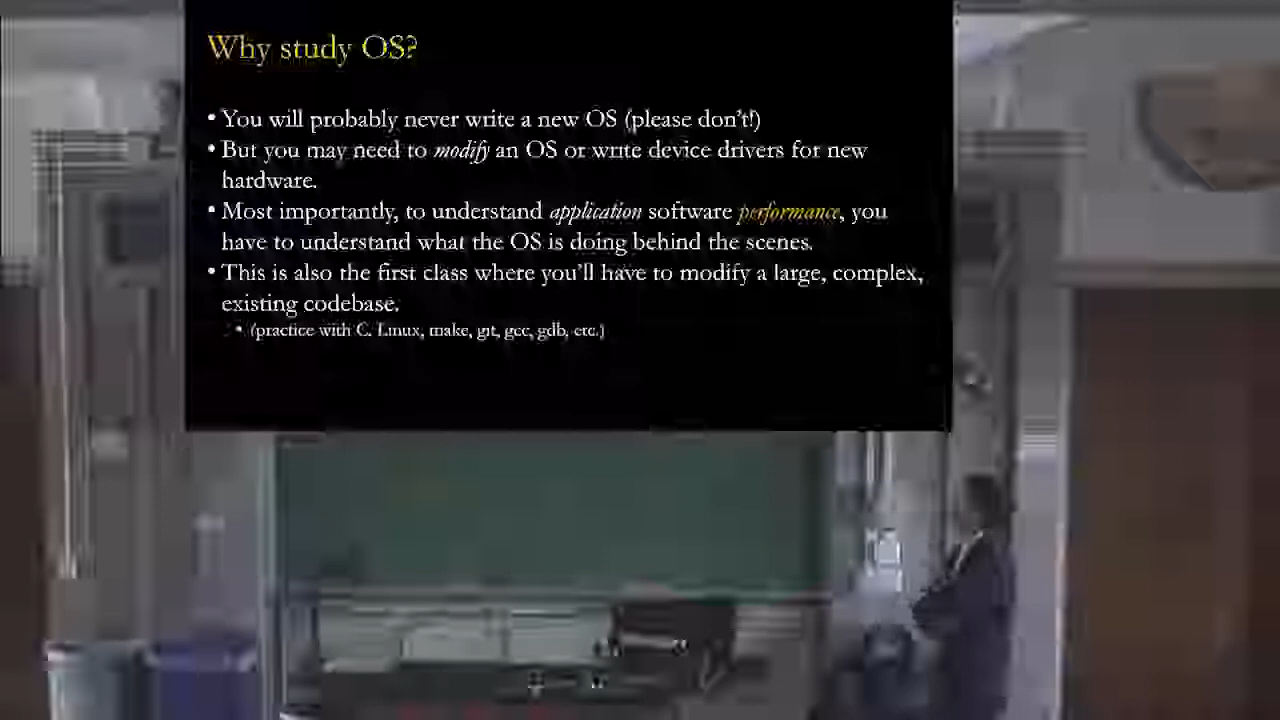 Why study OS?
• You will probably never write a new OS (please don't!)
• But you may need to modify an OS or write device drivers for new
hardware.
• Most importantly, to understand application software performance, you
have to understand what the OS is doing behind the scenes.
• This is also the first class where you'll have to modify a large, complex,
existing codebase.
• (practice with C, Linux, make, git, gcc, gdb, etc.)